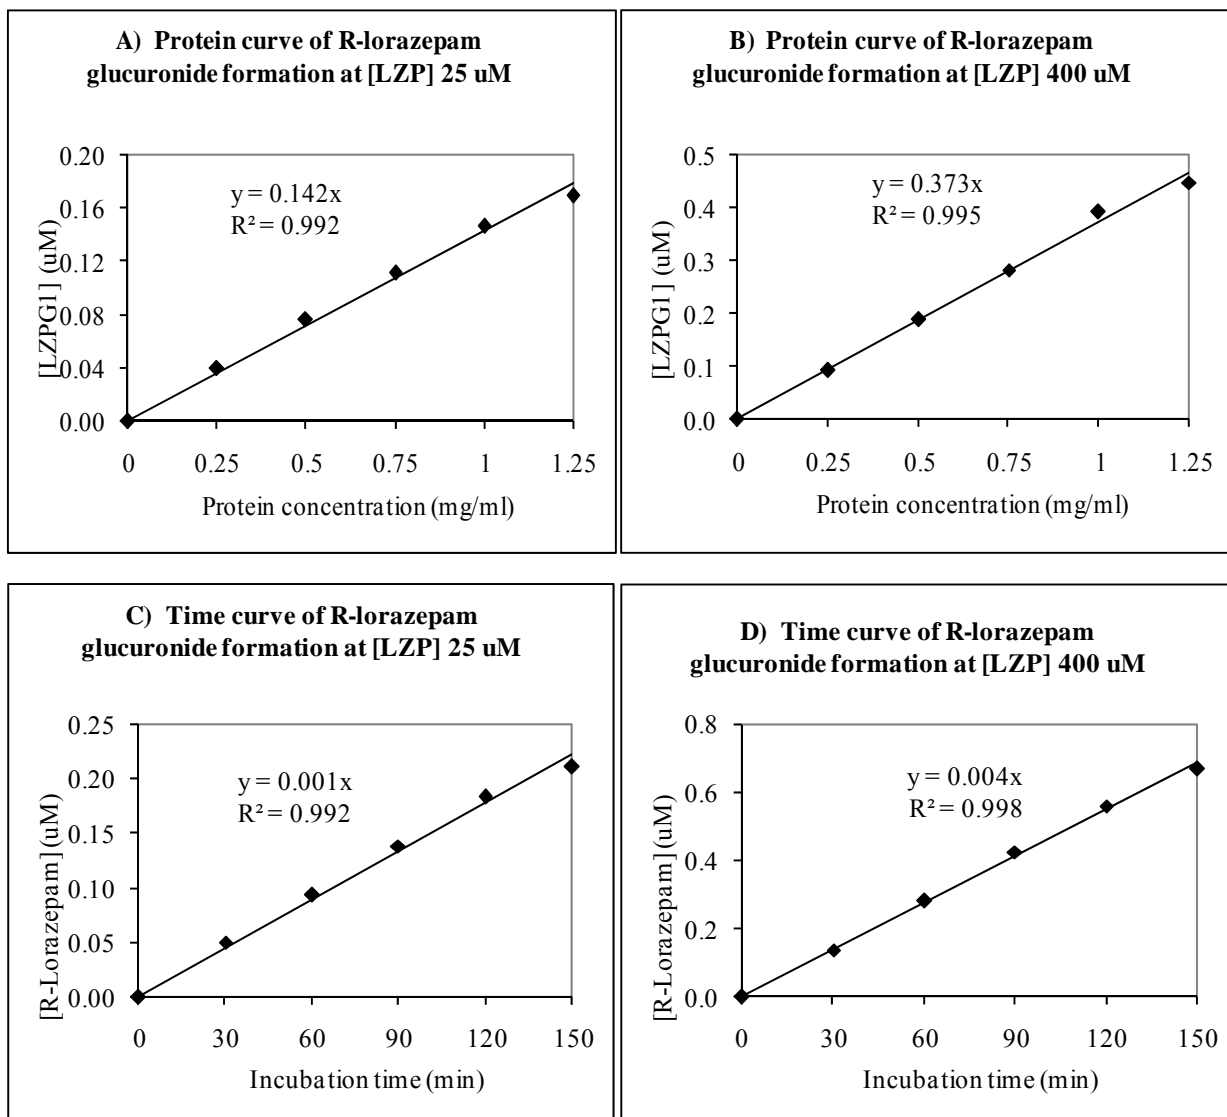 A) Protein curve of R-lorazepam
glucuronide formation at [LZP] 25 uM
0.20
0.16
0.12
0.08
0.04
0.00
[LZPG1] (uM)
y = 0.142x
R² = 0.992
0 0.25 0.5 0.75 1 1.25
Protein concentration (mg/ml)
B) Protein curve of R-lorazepam
glucuronide formation at [LZP] 400 uM
0.5
0.4
0.3
0.2
0.1
0.0
[LZPG1] (uM)
y = 0.373x
R² = 0.995
0 0.25 0.5 0.75 1 1.25
Protein concentration (mg/ml)
C) Time curve of R-lorazepam
glucuronide formation at [LZP] 25 uM
0.25
0.20
0.15
0.10
0.05
0.00
[R-Lorazepam] (uM)
y = 0.001x
R² = 0.992
0 30 60 90 120 150
Incubation time (min)
D) Time curve of R-lorazepam
glucuronide formation at [LZP] 400 uM
0.8
0.6
0.4
0.2
0.0
[R-Lorazepam] (uM)
y = 0.004x
R² = 0.998
0 30 60 90 120 150
Incubation time (min)